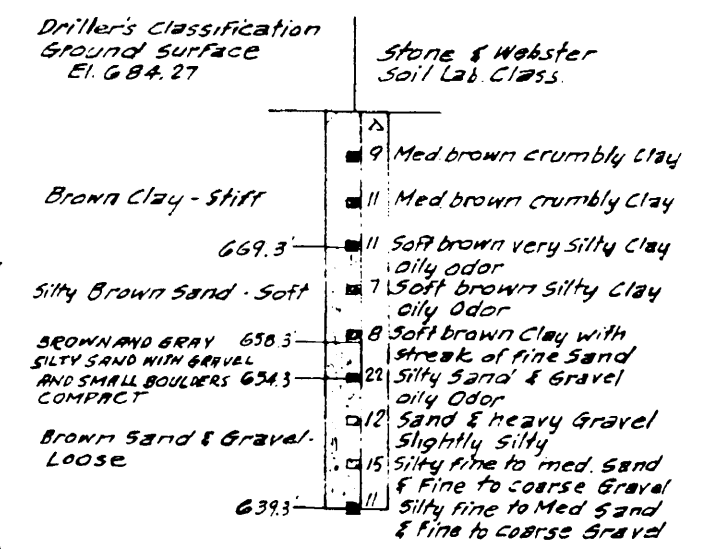 Driller's Classification
Ground Surface
El. 684.27
Stone & Webster
Soil Lab. Class.
9 Med. brown crumbly Clay
Brown Clay - Stiff
11 Med. brown crumbly Clay
669.3'
11 Soft brown very Silty Clay
oily odor
Silty Brown Sand - Soft
7 Soft brown Silty Clay
oily Odor
BROWN AND GRAY 658.3'
SILTY SAND WITH GRAVEL
AND SMALL BOULDERS 654.3
COMPACT
8 Soft brown Clay with
streak of fine Sand
22 Silty Sand & Gravel
oily Odor
Brown Sand & Gravel-
Loose
12 Sand & heavy Gravel
Slightly Silty
15 Silty fine to med. Sand
& Fine to coarse Gravel
639.3'
11 Silty fine to Med Sand
& fine to coarse Gravel